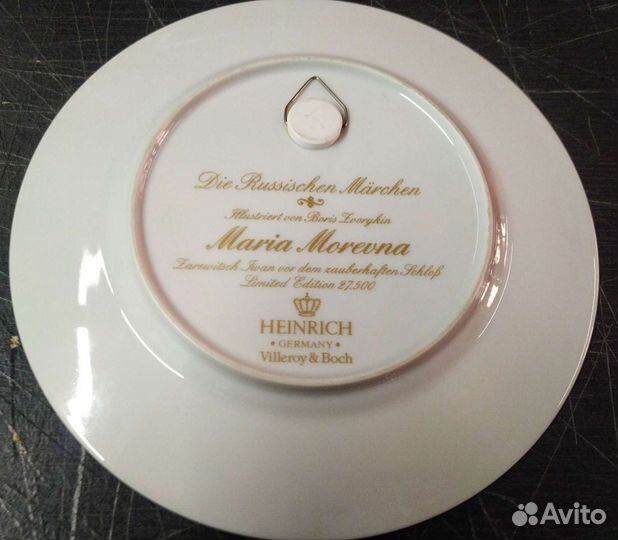 Die Russischen Märchen
Illustriert von Boris Zvorykin
Maria Morevna
Zarewitsch Iwan vor dem zauberhaften Schloß
Limited Edition 27.500
HEINRICH
• GERMANY •
Villeroy & Boch
Avito